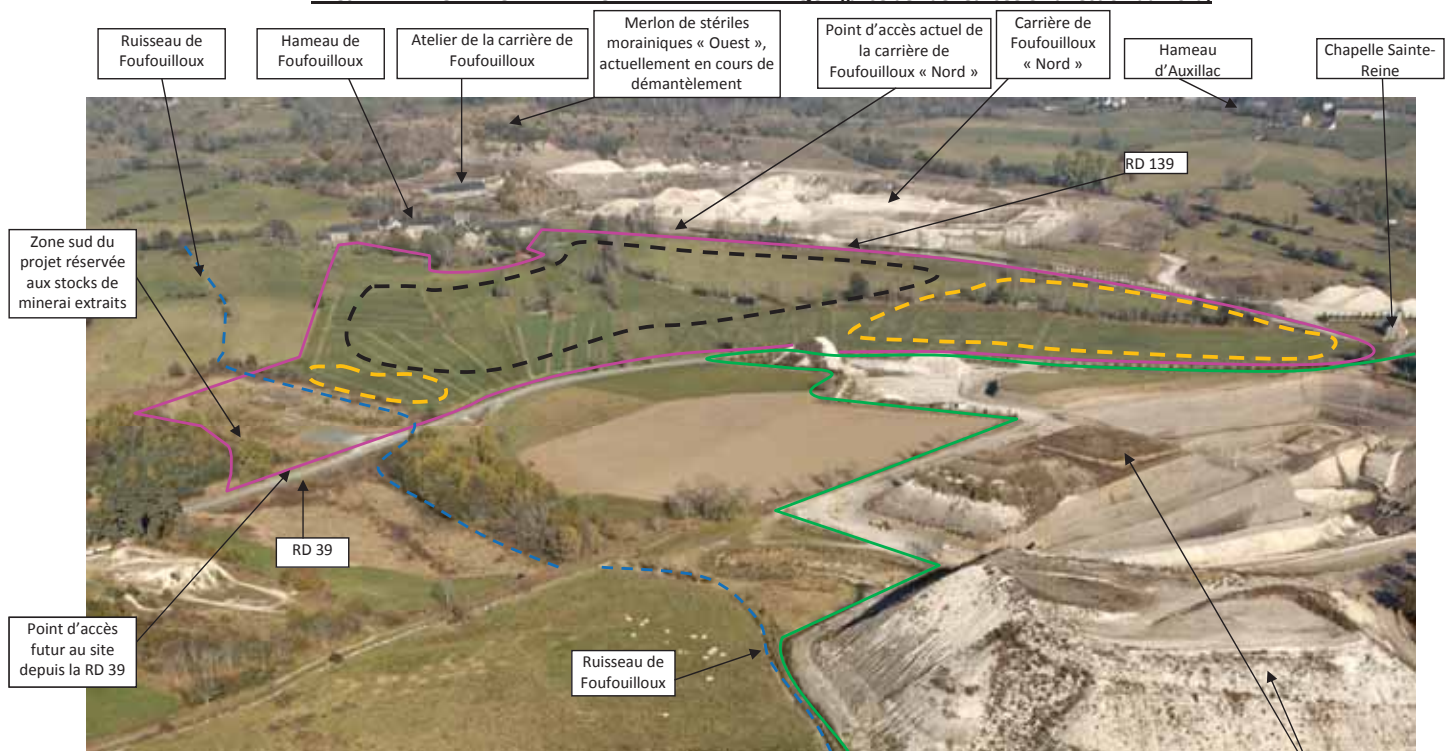 Ruisseau de
Foufouilloux
Hameau de
Foufouilloux
Atelier de la carrière de
Foufouilloux
Merlon de stériles
morainiques « Ouest »,
actuellement en cours de
démantèlement
Point d’accès actuel de
la carrière de
Foufouilloux « Nord »
Carrière de
Foufouilloux
« Nord »
Hameau
d’Auxillac
Chapelle Sainte-
Reine
RD 139
Zone sud du
projet réservée
aux stocks de
minerai extraits
RD 39
Point d’accès
futur au site
depuis la RD 39
Ruisseau de
Foufouilloux